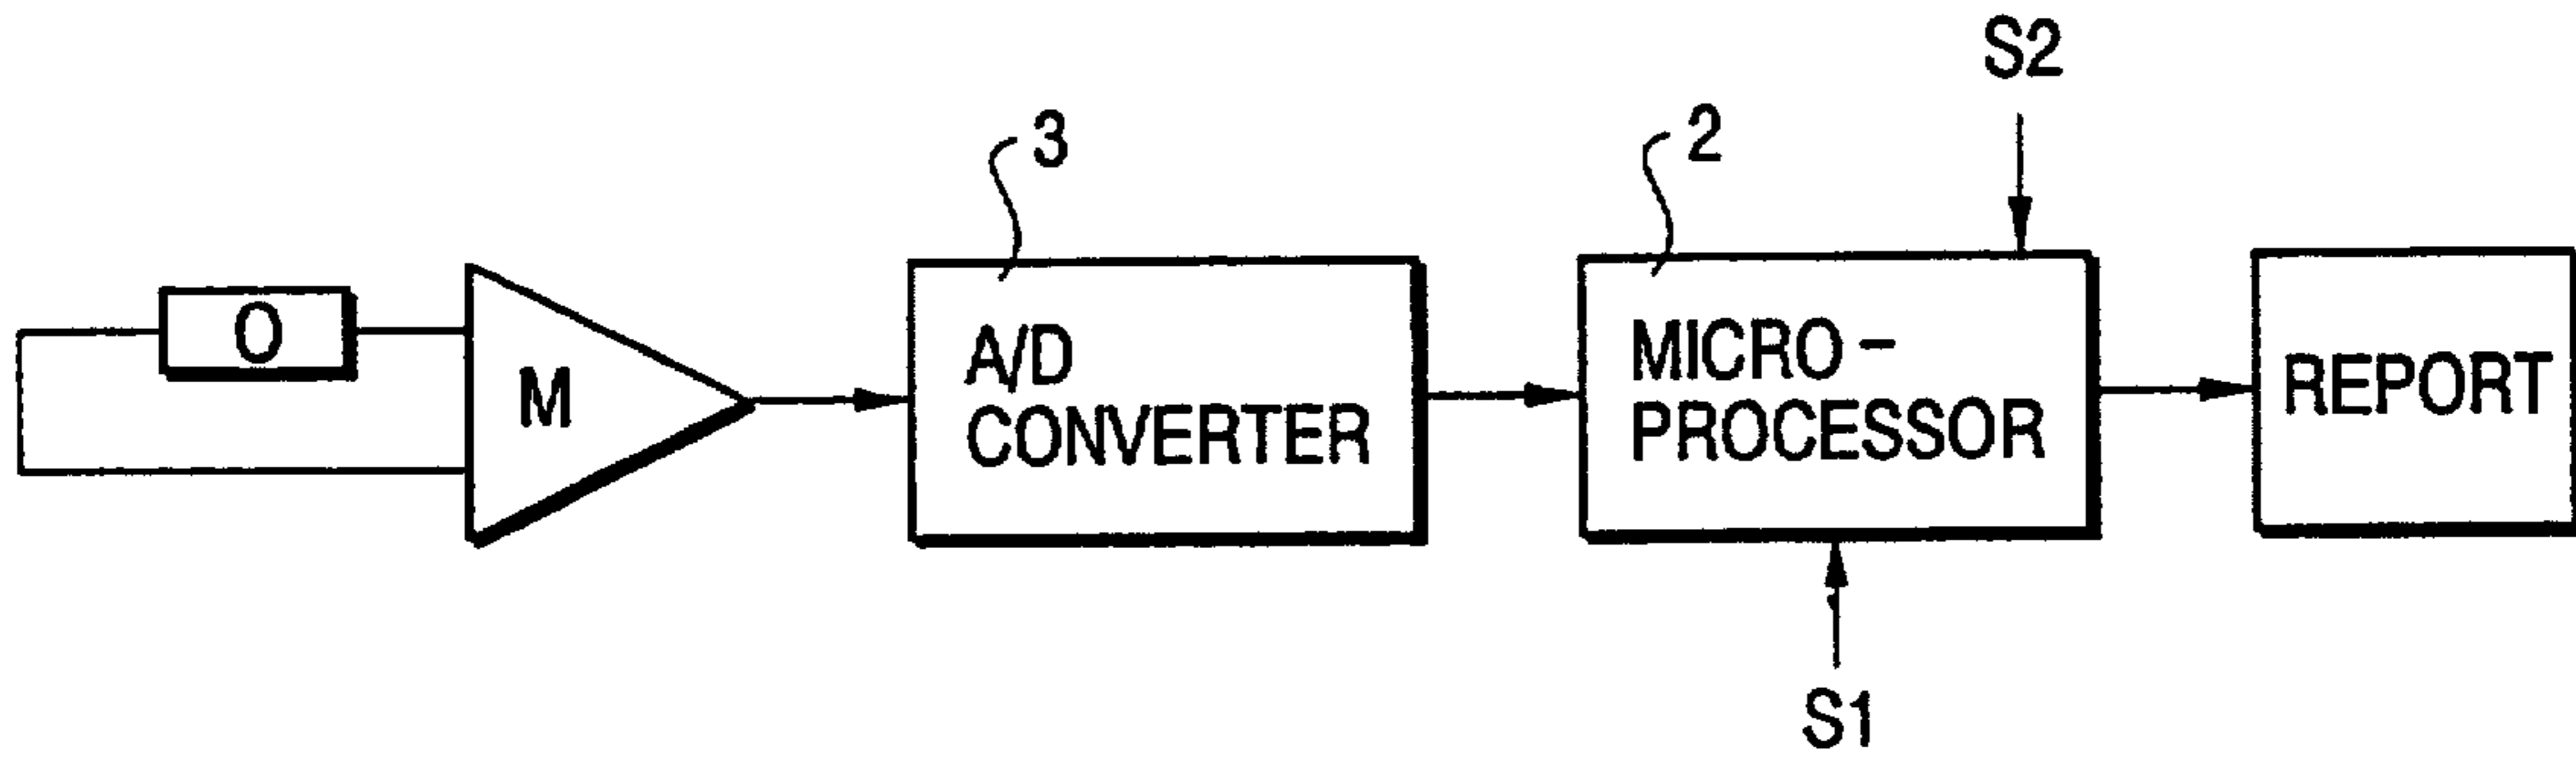 S2
3
2
O
M
A/D
CONVERTER
MICRO-
PROCESSOR
REPORT
S1